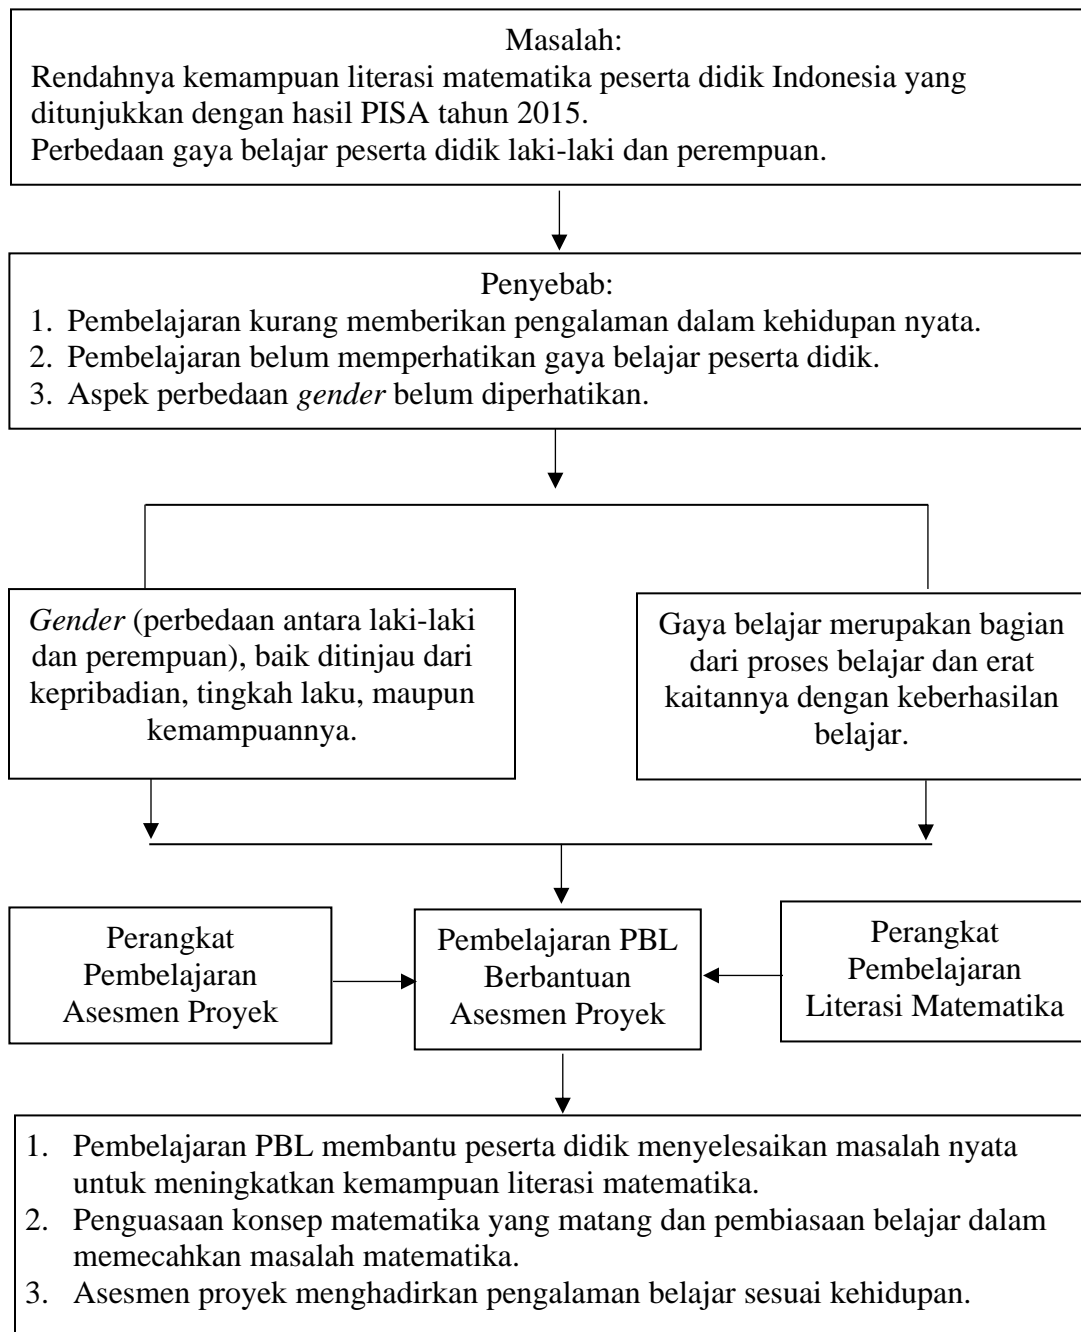 Masalah:
Rendahnya kemampuan literasi matematika peserta didik Indonesia yang
ditunjukkan dengan hasil PISA tahun 2015.
Perbedaan gaya belajar peserta didik laki-laki dan perempuan.
Penyebab:
1. Pembelajaran kurang memberikan pengalaman dalam kehidupan nyata.
2. Pembelajaran belum memperhatikan gaya belajar peserta didik.
3. Aspek perbedaan gender belum diperhatikan.
Gender (perbedaan antara laki-laki
dan perempuan), baik ditinjau dari
kepribadian, tingkah laku, maupun
kemampuannya.
Gaya belajar merupakan bagian
dari proses belajar dan erat
kaitannya dengan keberhasilan
belajar.
Perangkat
Pembelajaran
Asesmen Proyek
Pembelajaran PBL
Berbantuan
Asesmen Proyek
Perangkat
Pembelajaran
Literasi Matematika
1. Pembelajaran PBL membantu peserta didik menyelesaikan masalah nyata
untuk meningkatkan kemampuan literasi matematika.
2. Penguasaan konsep matematika yang matang dan pembiasaan belajar dalam
memecahkan masalah matematika.
3. Asesmen proyek menghadirkan pengalaman belajar sesuai kehidupan.